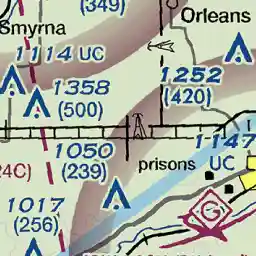 (349)
Orleans
Smyrna
1114 UC
1358
(500)
1252
(420)
1050
(239)
1147
UC
prisons
24C)
1017
(256)
G